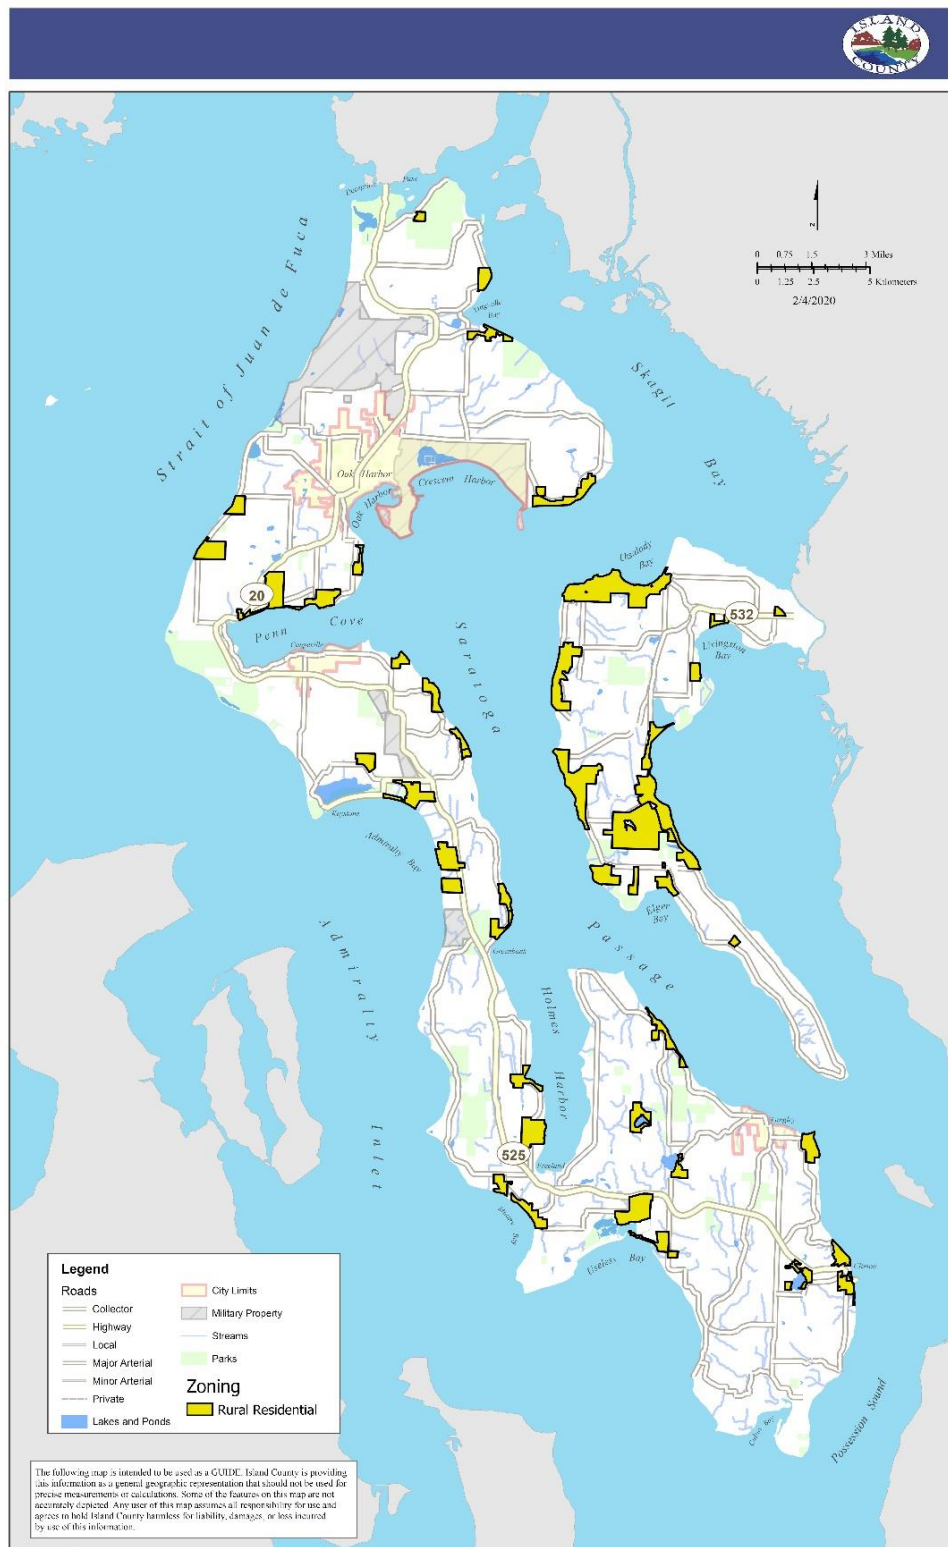 ISLAND
COUNTY
Pass
Strait of Juan de Fuca
N
0 0.75 1.5 3 Miles
0 1.25 2.5 5 Kilometers
2/4/2020
Bay
Skagit
Bay
Oak Harbor
Crescent Harbor
Oak Harbor
20
Penn Cove
Saratoga
Passage
Utsalady
Bay
532
Livingston
Bay
Keystone
Admiralty Bay
Elger
Bay
Admirality
Inlet
Greenbank
Holmes
Harbor
525
Freeland
Langley
Useless Bay
Clinton
Possession Sound
Legend
Roads
Collector
Highway
Local
Major Arterial
Minor Arterial
Private
Lakes and Ponds
City Limits
Military Property
Streams
Parks
Zoning
Rural Residential
The following map is intended to be used as a GUIDE. Island County is providing
this information as a general geographic representation that should not be used for
precise measurements or calculations. Some of the features on this map are not
accurately depicted. Any user of this map assumes all responsibility for use and
agrees to hold Island County harmless for liability, damages, or loss incurred
by use of this information.